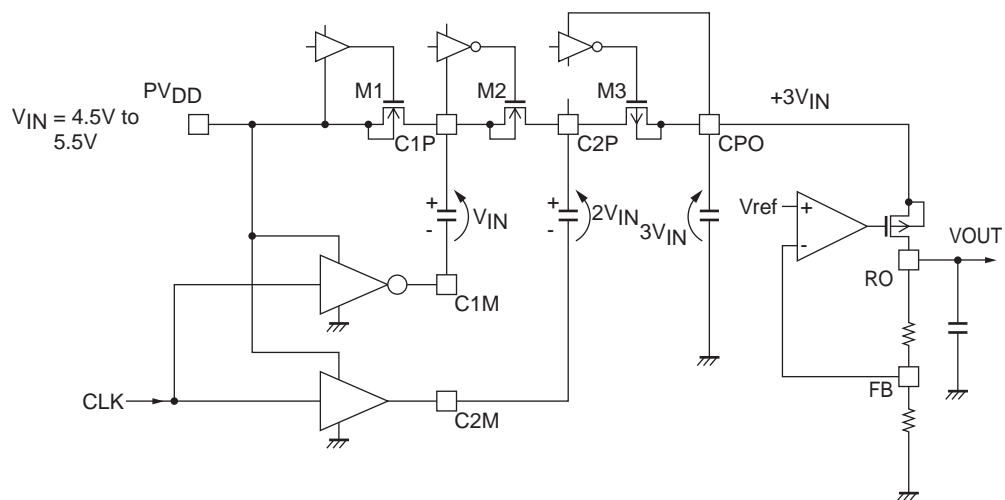 M1
M2
M3
PVDD
+3VIN
VIN = 4.5V to
5.5V
C1P
C2P
CPO
+
-
VIN
+
-
2VIN
3VIN
Vref
+
-
VOUT
RO
C1M
FB
CLK
C2M